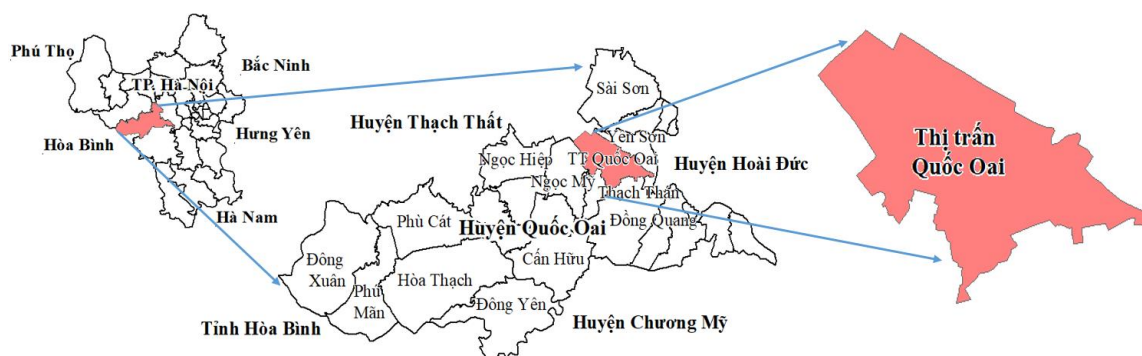 Phú Thọ
Bắc Ninh
TP. Hà Nội
Hưng Yên
Hòa Bình
Hà Nam
Sài Sơn
Huyện Thạch Thất
Yên Sơn
Ngọc Hiệp
TT Quốc Oai
Huyện Hoài Đức
Ngọc Mỹ
Thạch Thán
Phù Cát
Huyện Quốc Oai
Đồng Quang
Đông
Xuân
Hòa Thạch
Cấn Hữu
Phú
Mãn
Đông Yên
Tỉnh Hòa Bình
Huyện Chương Mỹ
Thị trấn
Quốc Oai